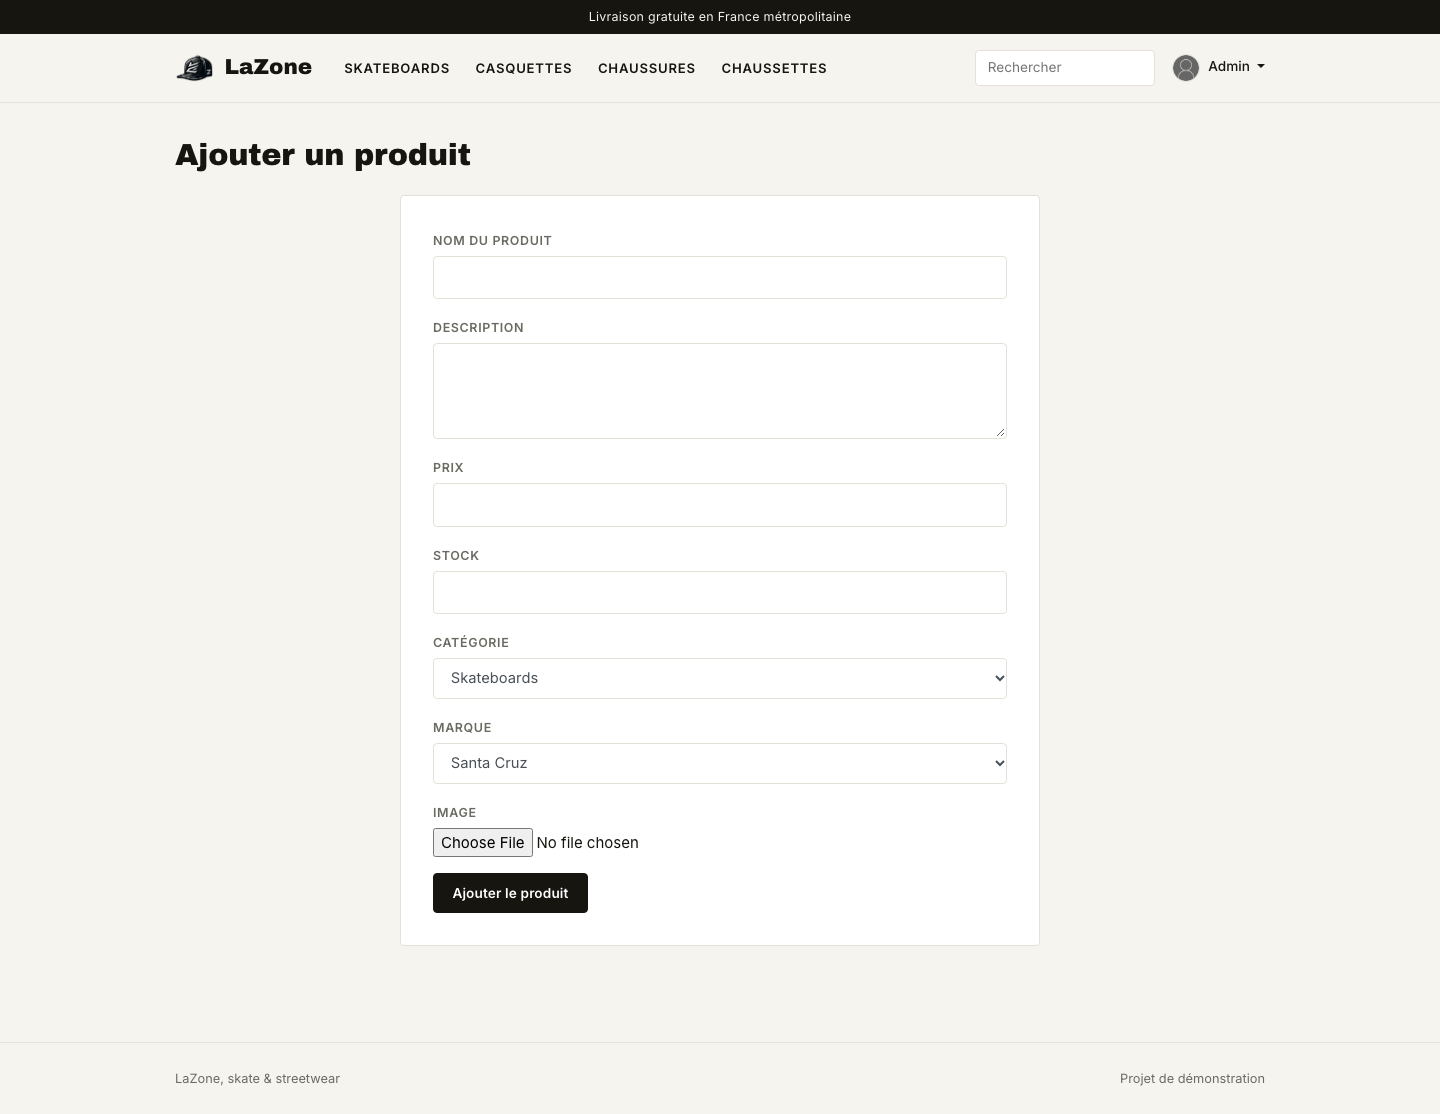 Livraison gratuite en France métropolitaine
LaZone SKATEBOARDS CASQUETTES CHAUSSURES CHAUSSETTES Rechercher Admin
Ajouter un produit
NOM DU PRODUIT
DESCRIPTION
PRIX
STOCK
CATÉGORIE
Skateboards
MARQUE
Santa Cruz
IMAGE
Choose File No file chosen
Ajouter le produit
LaZone, skate & streetwear Projet de démonstration